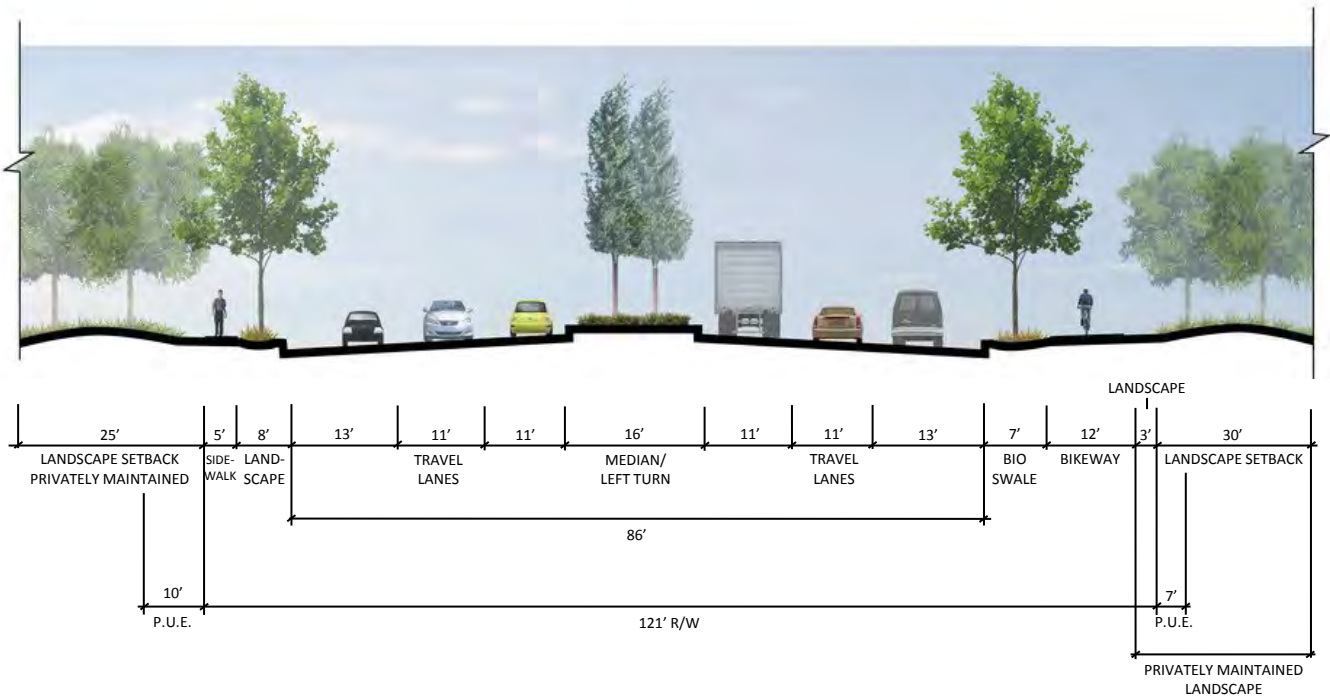 LANDSCAPE
25’ 5’ 8’ 13’ 11’ 11’ 16’ 11’ 11’ 13’ 7’ 12’ 3’ 30’
LANDSCAPE SETBACK
PRIVATELY MAINTAINED
SIDE-
WALK
LAND-
SCAPE
TRAVEL
LANES
MEDIAN/
LEFT TURN
TRAVEL
LANES
BIO
SWALE
BIKEWAY
LANDSCAPE SETBACK
86’
10’
P.U.E.
121’ R/W
7’
P.U.E.
PRIVATELY MAINTAINED
LANDSCAPE